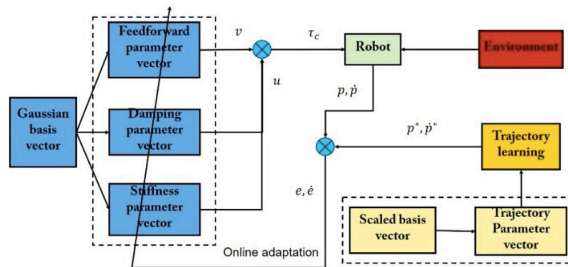 Feedforward
parameter
vector
v
τc
Robot
Environment
u
p, ṗ
Gaussian
basis
vector
Damping
parameter
vector
p*, ṗ*
Trajectory
learning
Stiffness
parameter
vector
e, ė
Scaled basis
vector
Trajectory
Parameter
vector
Online adaptation